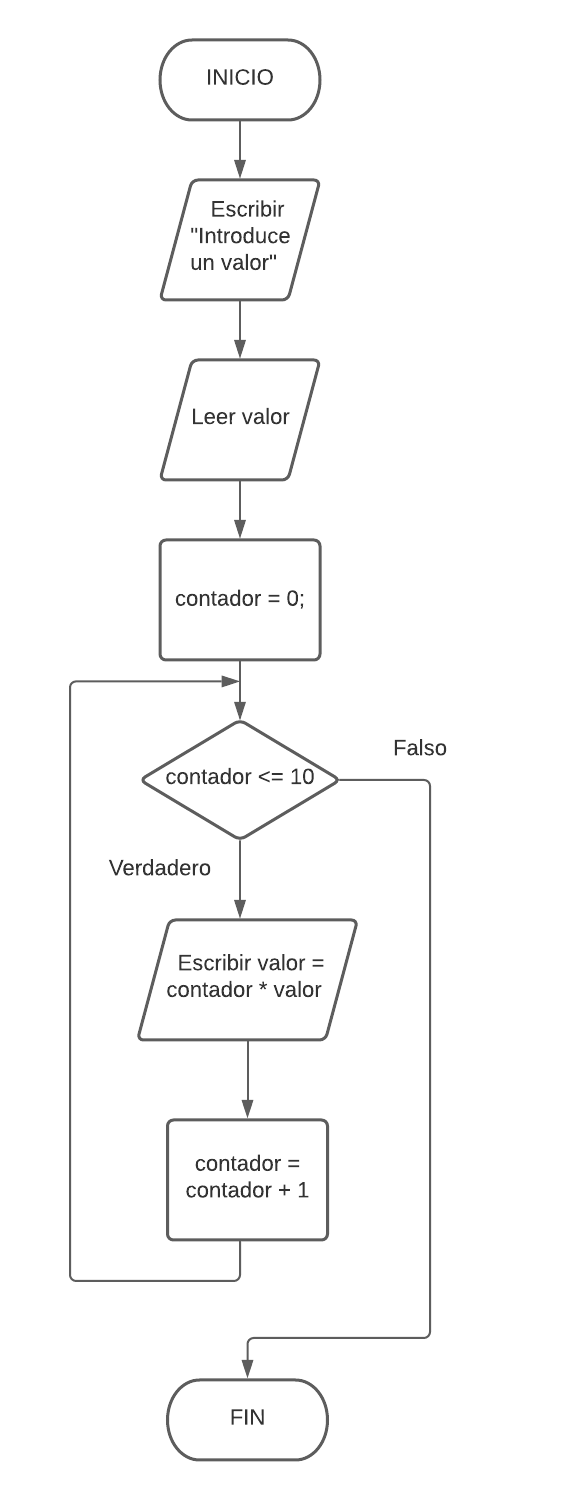 INICIO
Escribir
"Introduce
un valor"
Leer valor
contador = 0;
contador <= 10
Falso
Verdadero
Escribir valor =
contador * valor
contador =
contador + 1
FIN